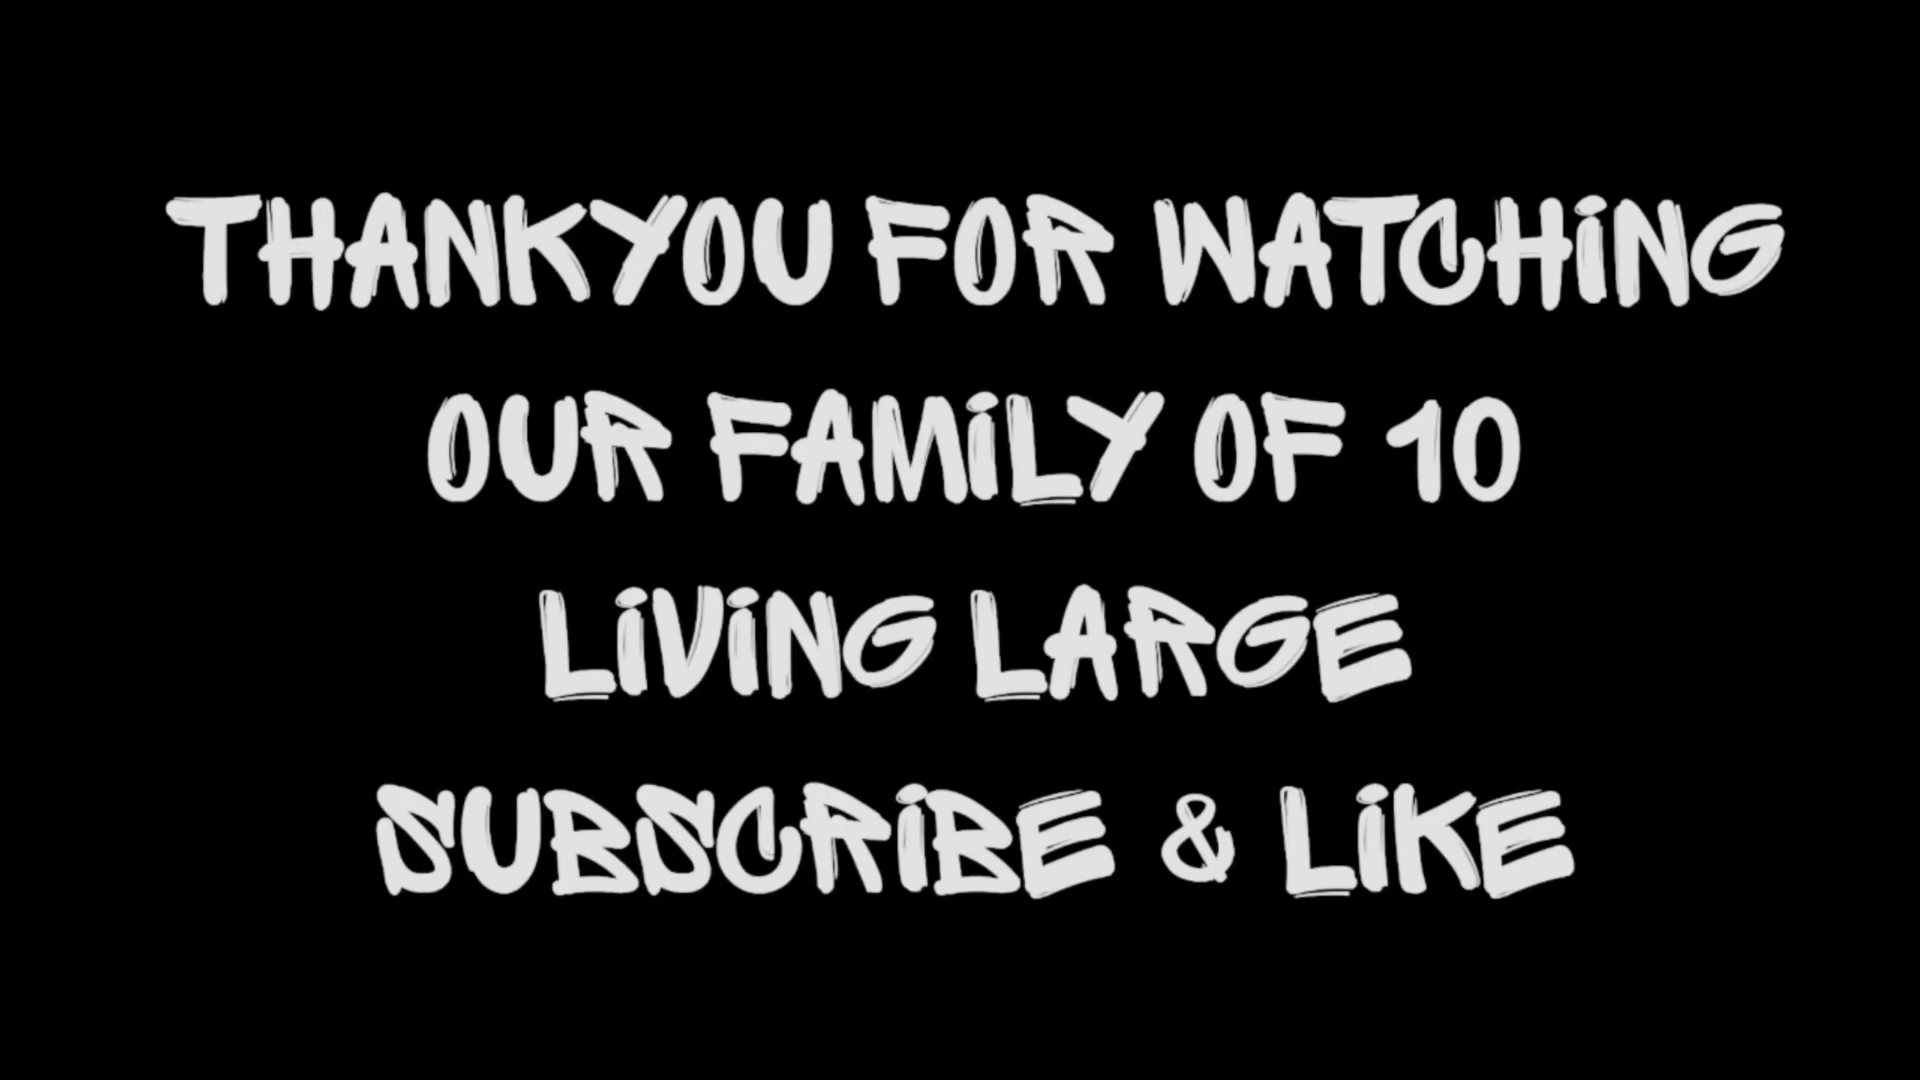 THANKYOU FOR WATCHING
OUR FAMILY OF 10
LIVING LARGE
SUBSCRIBE & LIKE